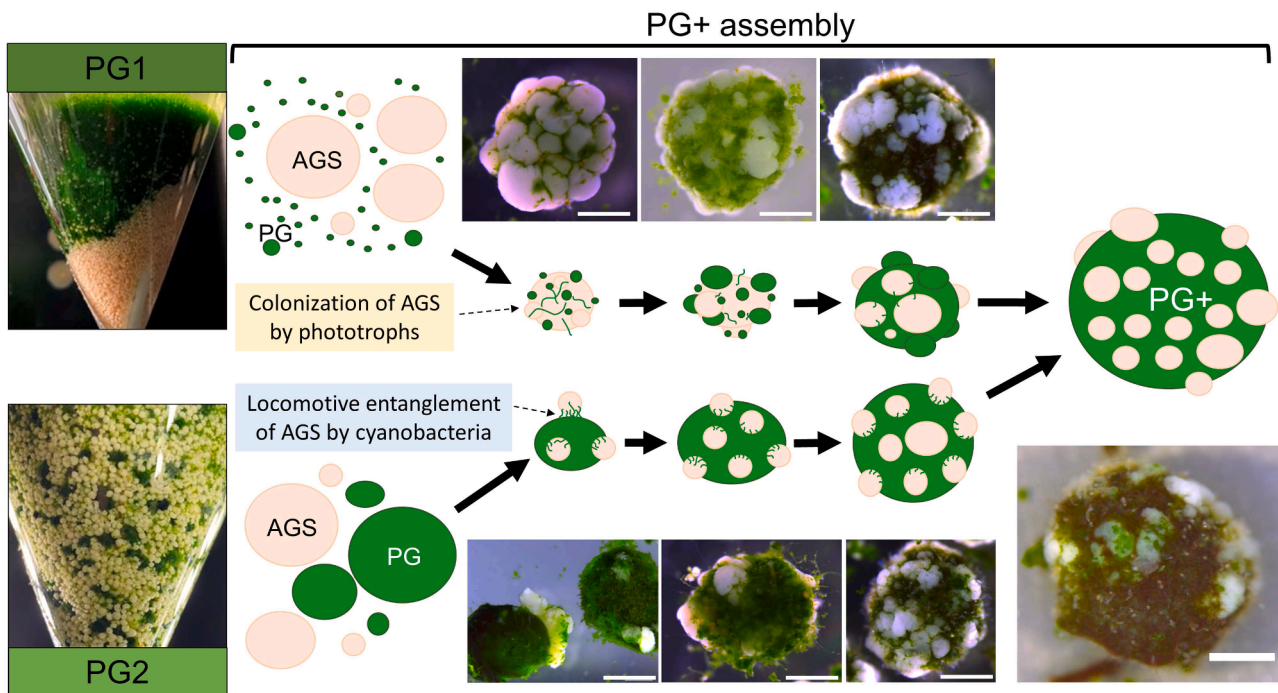 PG+ assembly
PG1
AGS
PG
Colonization of AGS
by phototrophs
PG+
Locomotive entanglement
of AGS by cyanobacteria
AGS
PG
PG2